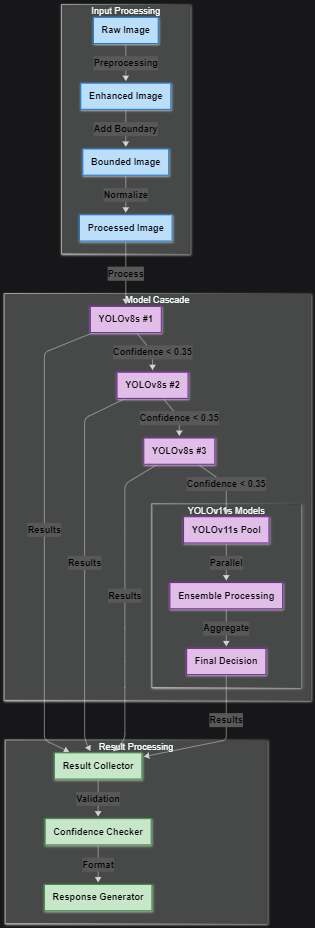 Input Processing
Raw Image
Preprocessing
Enhanced Image
Add Boundary
Bounded Image
Normalize
Processed Image
Process
Model Cascade
YOLOv8s #1
Confidence < 0.35
YOLOv8s #2
Confidence < 0.35
YOLOv8s #3
Confidence < 0.35
YOLOv11s Models
YOLOv11s Pool
Results
Parallel
Results
Ensemble Processing
Results
Aggregate
Final Decision
Results
Result Processing
Result Collector
Validation
Confidence Checker
Format
Response Generator